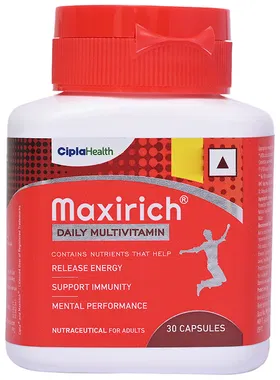 CiplaHealth
Maxirich®
DAILY MULTIVITAMIN
CONTAINS NUTRIENTS THAT HELP
RELEASE ENERGY
SUPPORT IMMUNITY
MENTAL PERFORMANCE
NUTRACEUTICAL FOR ADULTS
30 CAPSULES